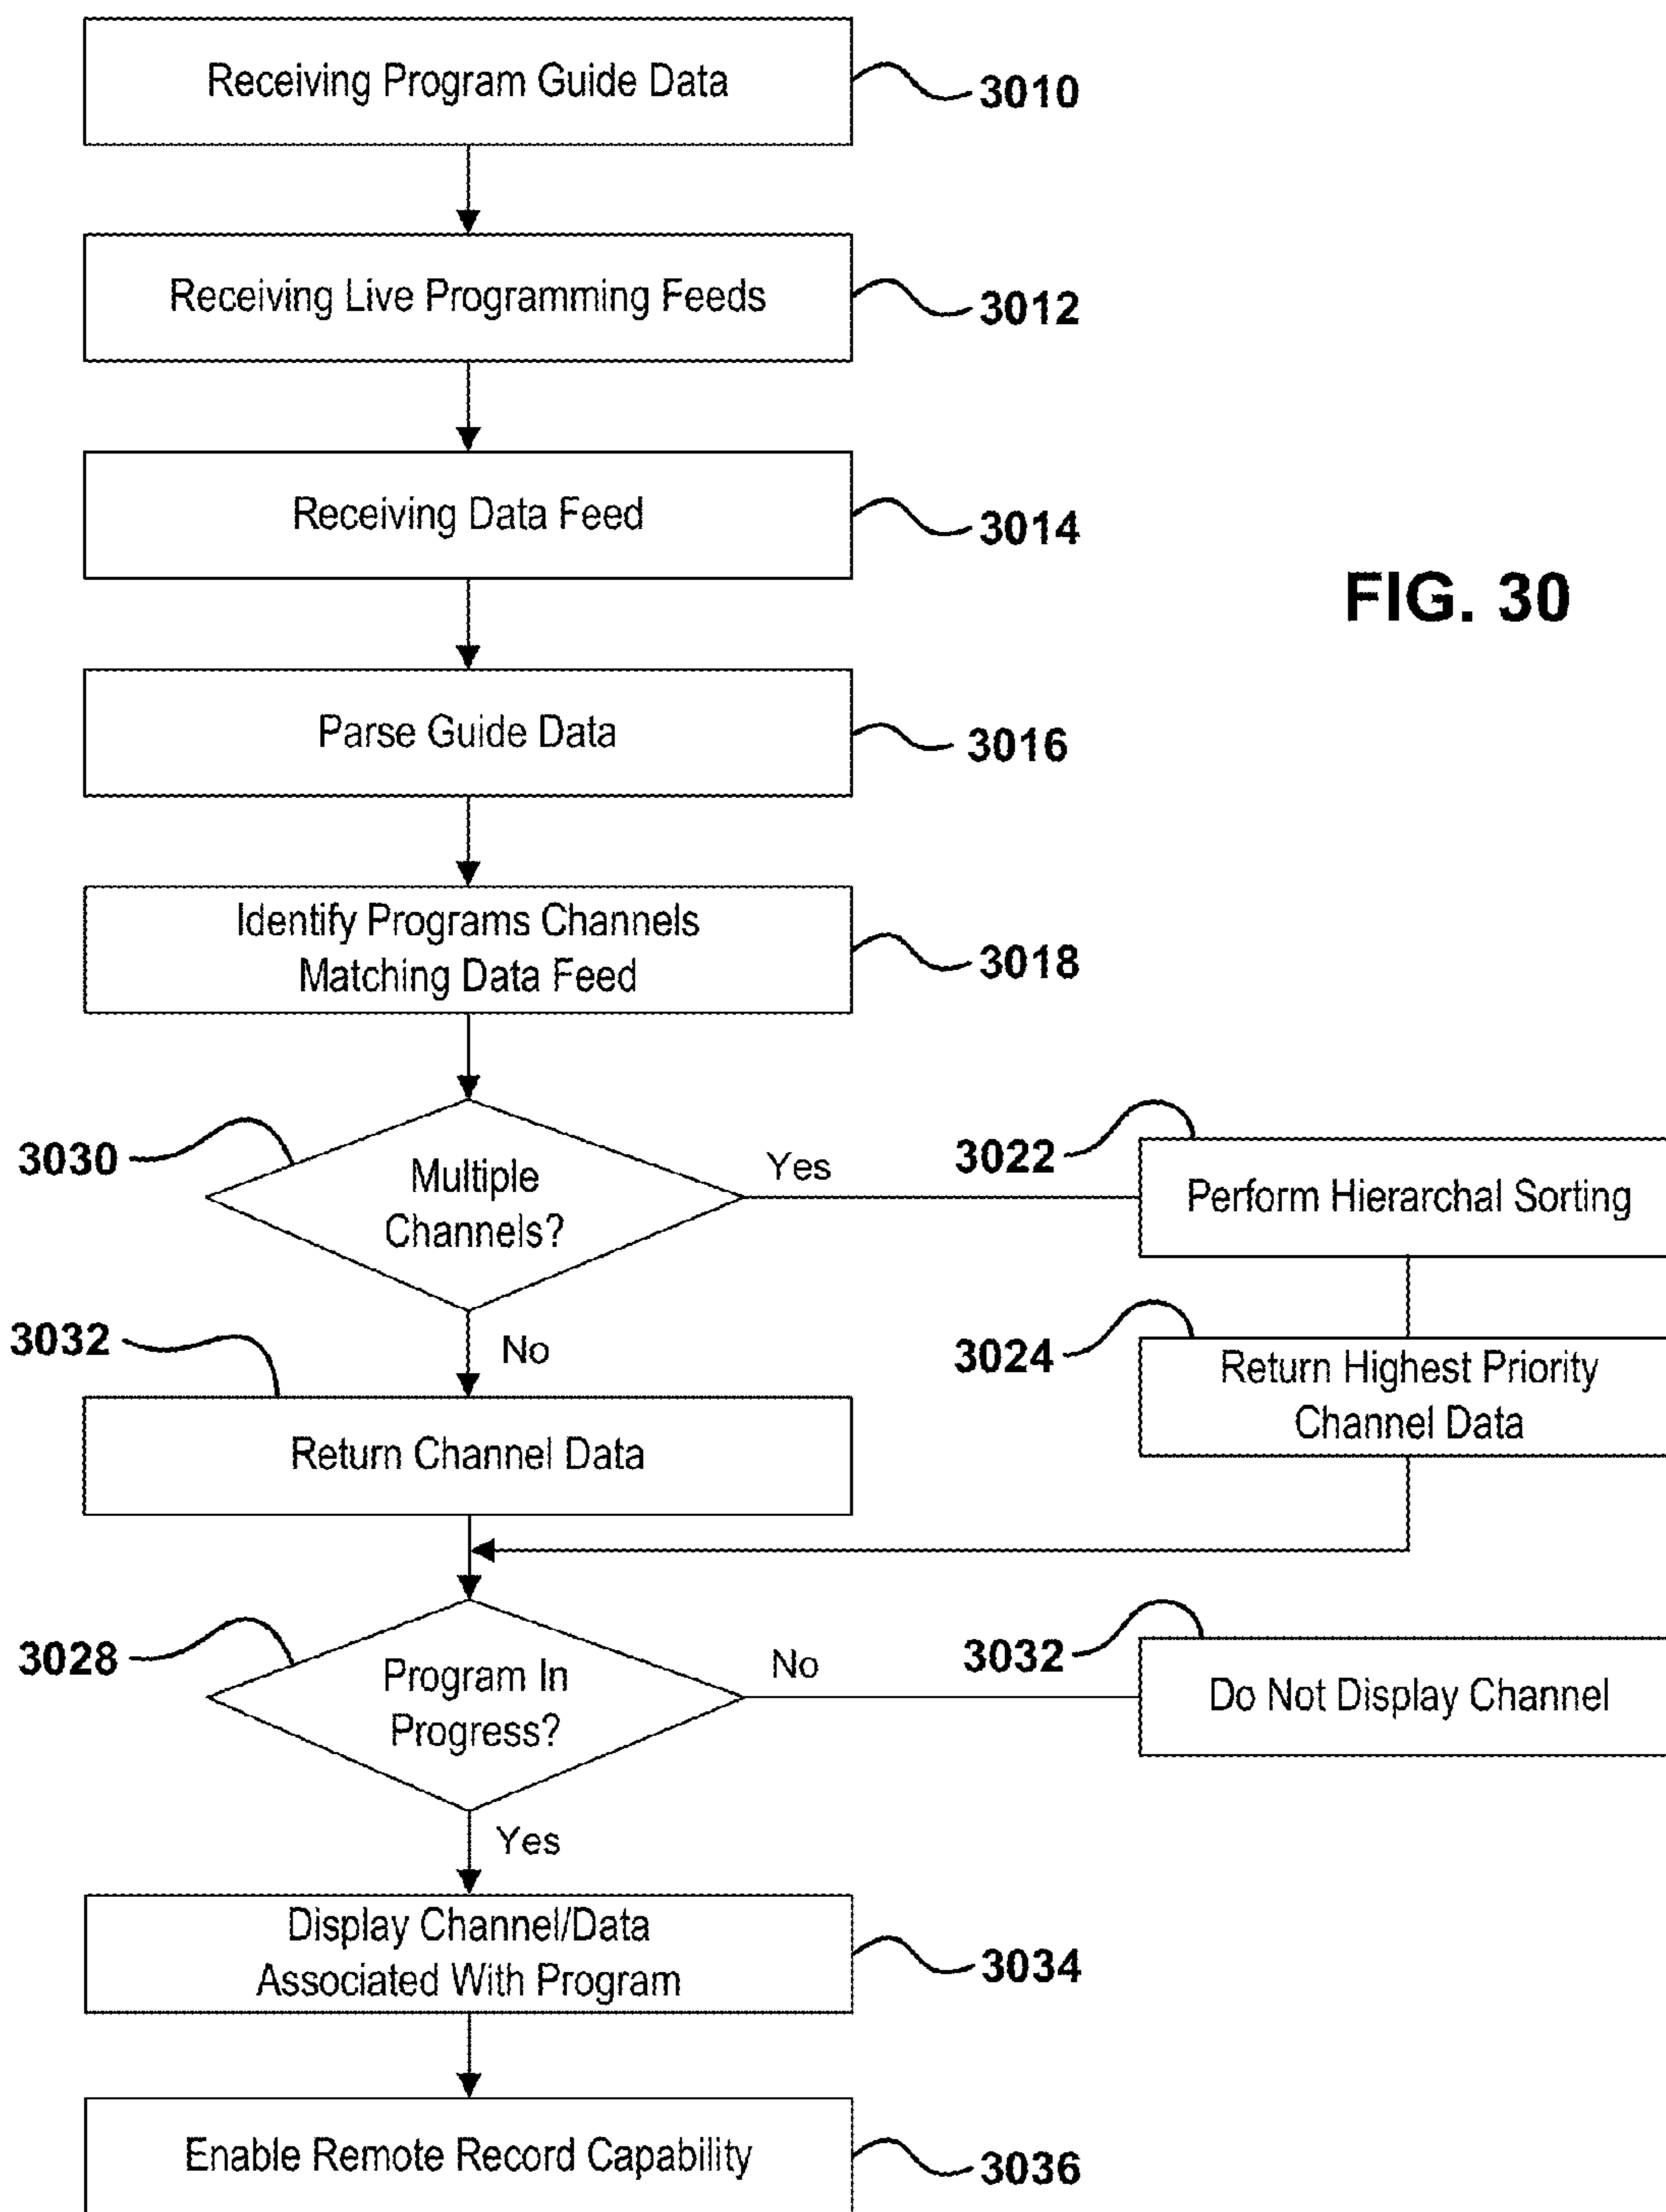 Receiving Program Guide Data
3010
Receiving Live Programming Feeds
3012
Receiving Data Feed
3014
FIG. 30
Parse Guide Data
3016
Identify Programs Channels
Matching Data Feed
3018
3030
Multiple
Channels?
Yes
3022
Perform Hierarchal Sorting
No
3032
Return Channel Data
3024
Return Highest Priority
Channel Data
3028
Program In
Progress?
No
3032
Do Not Display Channel
Yes
Display Channel/Data
Associated With Program
3034
Enable Remote Record Capability
3036